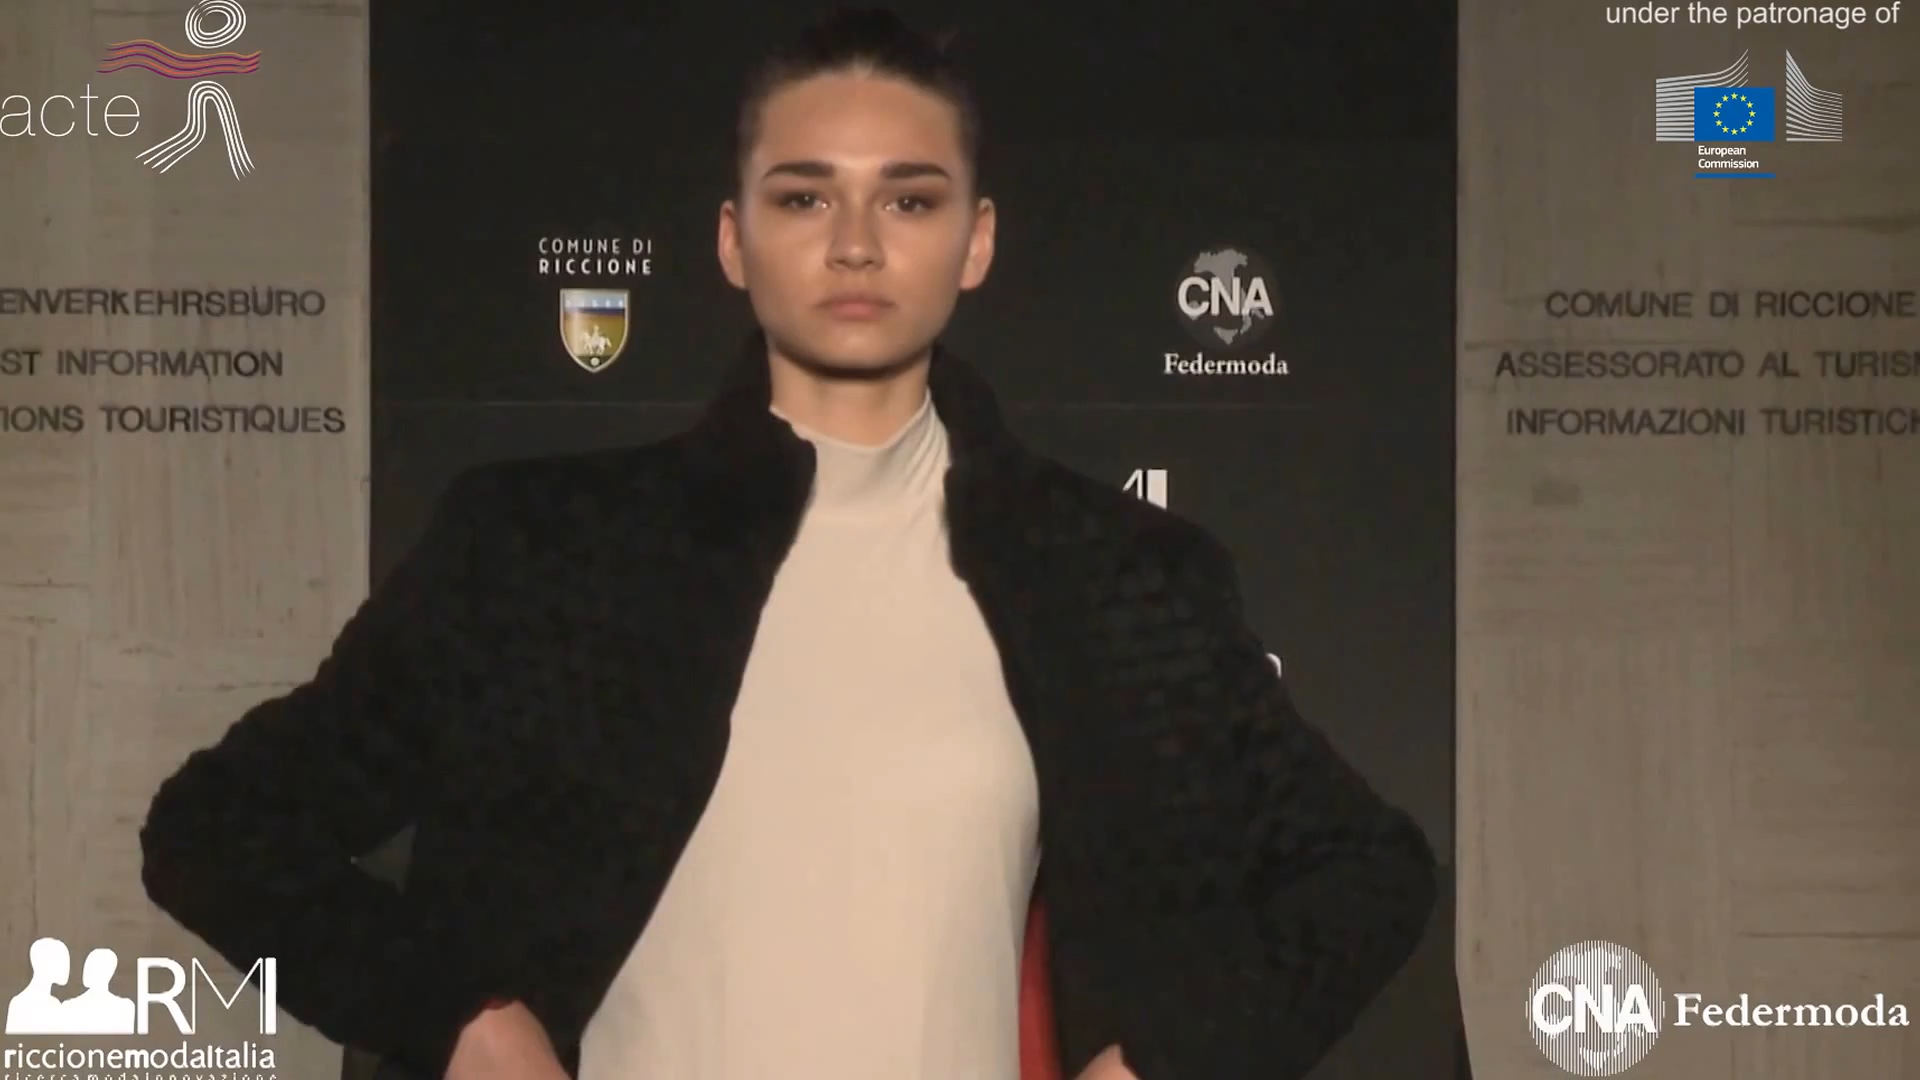 under the patronage of
acte
European
Commission
COMUNE DI
RICCIONE
CNA
Federmoda
ENVERKEHRSBÜRO
ST INFORMATION
IONS TOURISTIQUES
COMUNE DI RICCIONE
ASSESSORATO AL TURIS
INFORMAZIONI TURISTICH
RMI
riccionemodaitalia
ricercamodainnovazione
CNA Federmoda